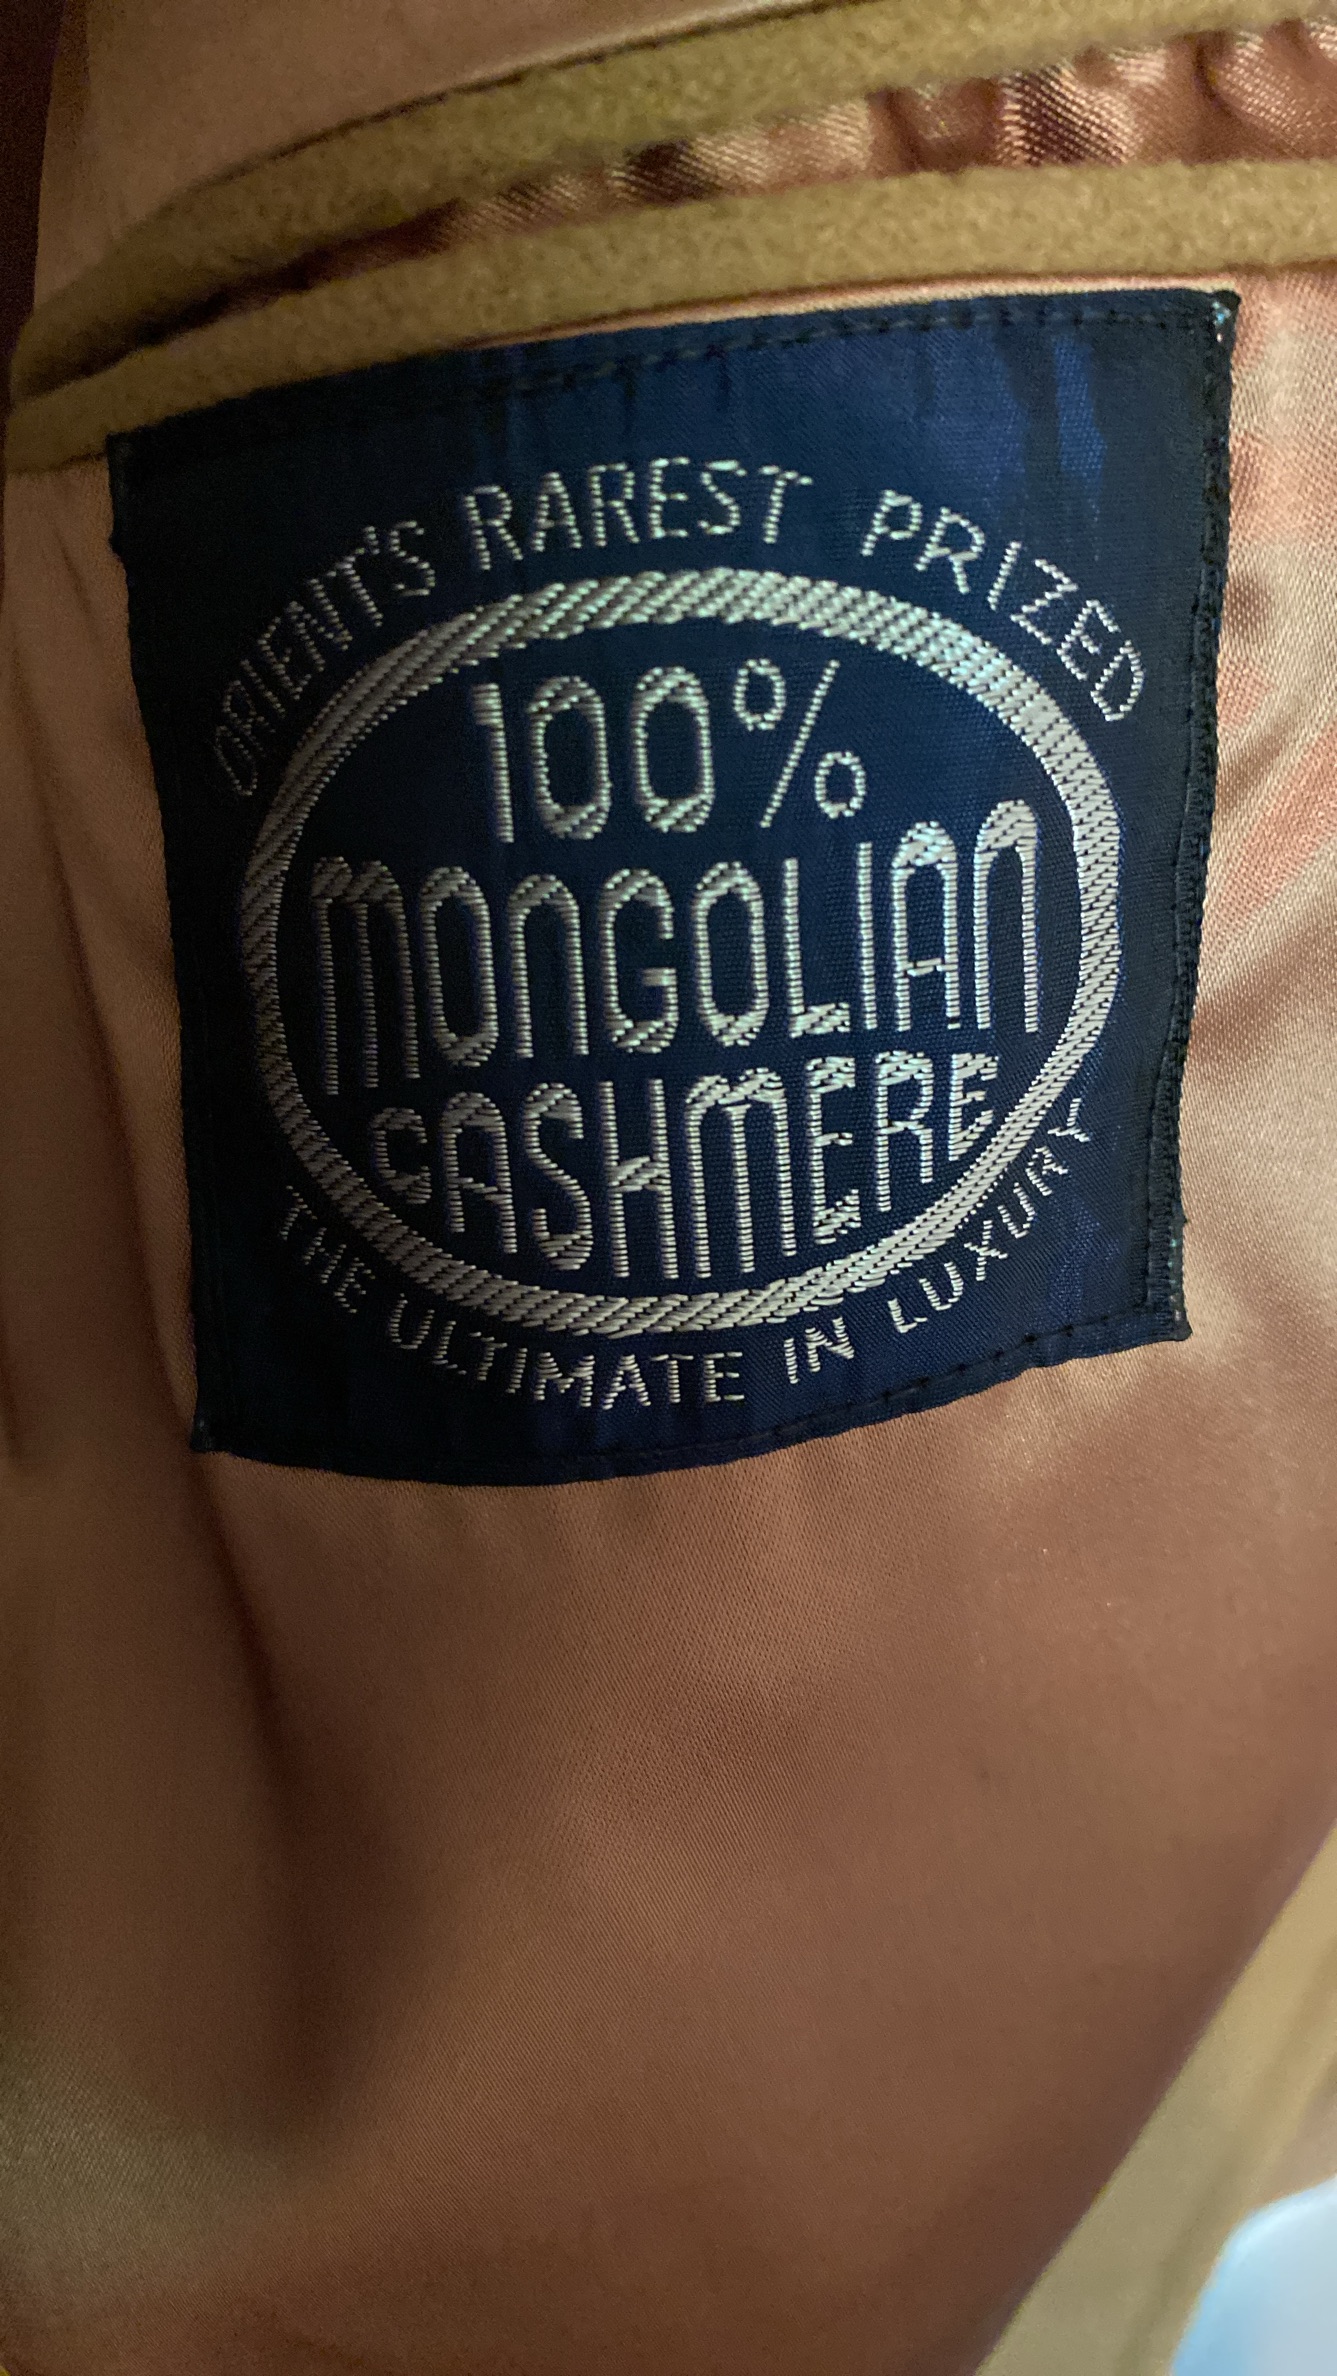 ORIENT'S RAREST PRIZED
100%
MONGOLIAN
CASHMERE
THE ULTIMATE IN LUXURY